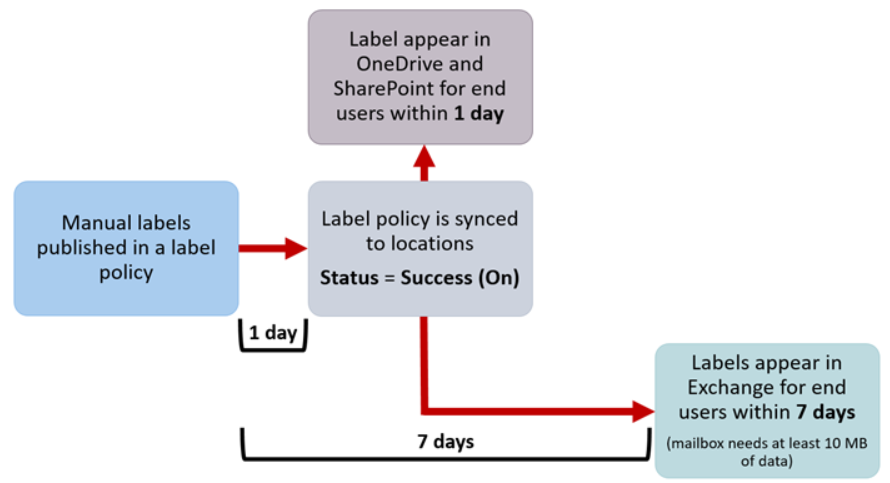 Label appear in
OneDrive and
SharePoint for end
users within 1 day
Manual labels
published in a label
policy
Label policy is synced
to locations
Status = Success (On)
1 day
Labels appear in
Exchange for end
users within 7 days
(mailbox needs at least 10 MB
of data)
7 days